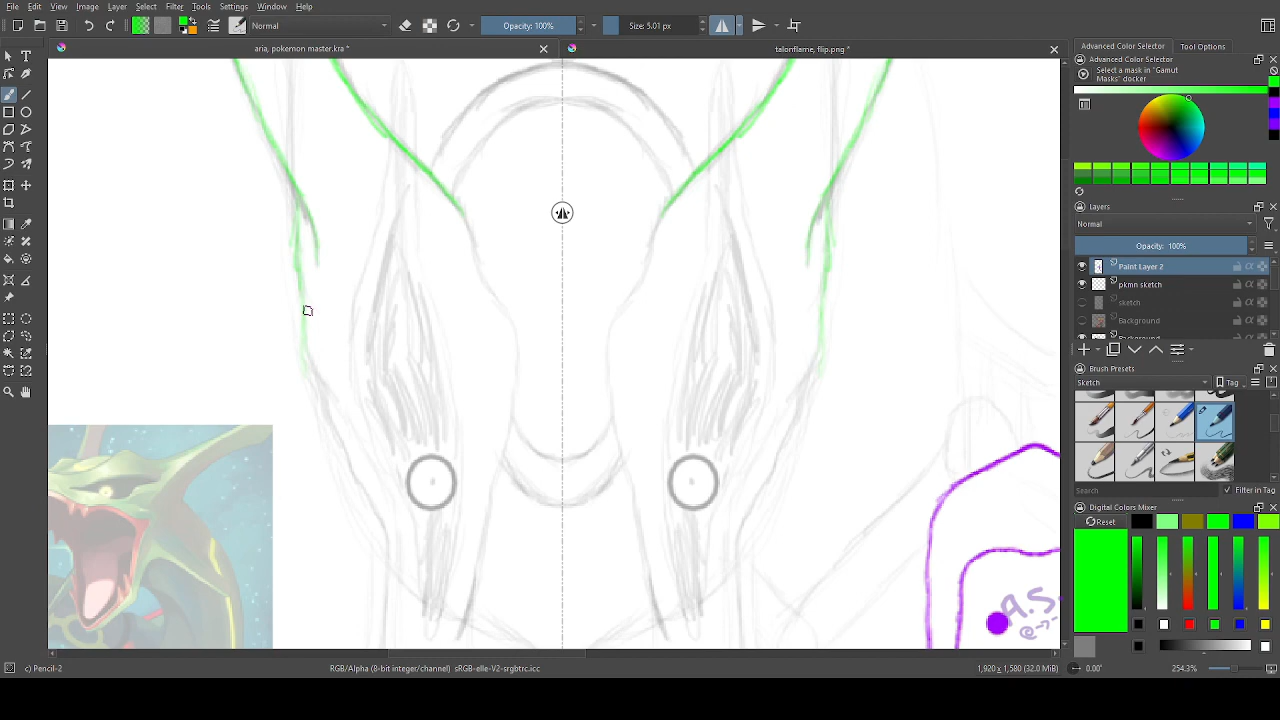 File Edit View Image Layer Select Filter Tools Settings Window Help
Normal Opacity: 100% Size: 5.01 px
aria, pokemon master.kra * talonflame, flip.png *
Advanced Color Selector Tool Options
Advanced Color Selector
Select a mask in "Gamut
Masks" docker
Layers
Normal
Opacity: 100%
Paint Layer 2
pkmn sketch
sketch
Background
Background
Brush Presets
Sketch Tag
Search Filter in Tag
Digital Colors Mixer
Reset
a.s.
Pencil-2 RGB/Alpha (8-bit integer/channel) sRGB-elle-V2-srgbtrc.icc 1,920 x 1,580 (32.0 MiB) 0.00° 254.3%